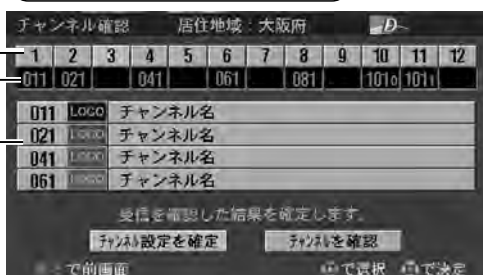 チャンネル確認 居住地域：大阪府 D
1 2 3 4 5 6 7 8 9 10 11 12
011 021 041 061 081 1010 1011
011 LOGO チャンネル名
021 LOGO チャンネル名
041 LOGO チャンネル名
061 LOGO チャンネル名
受信を確認した結果を確定します。
チャンネル設定を確定 チャンネルを確認
で前画面 で選択 で決定